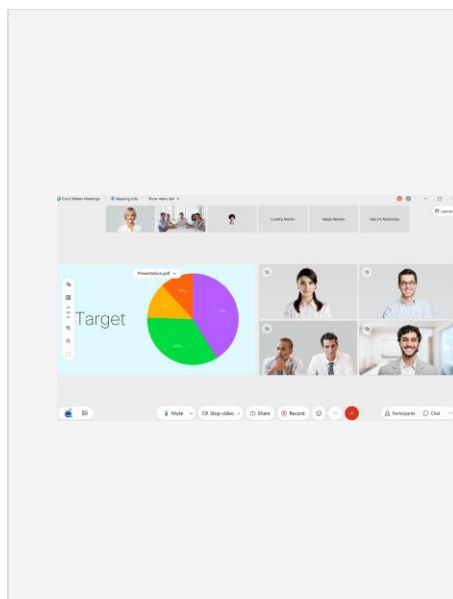 Cisco Webex Meetings Meeting Info Show menu bar
Loretta Martin Wade Warren Marvin McKinney
Layout
Presentation.pdf
Target
Mute Stop video Share Record Participants Chat